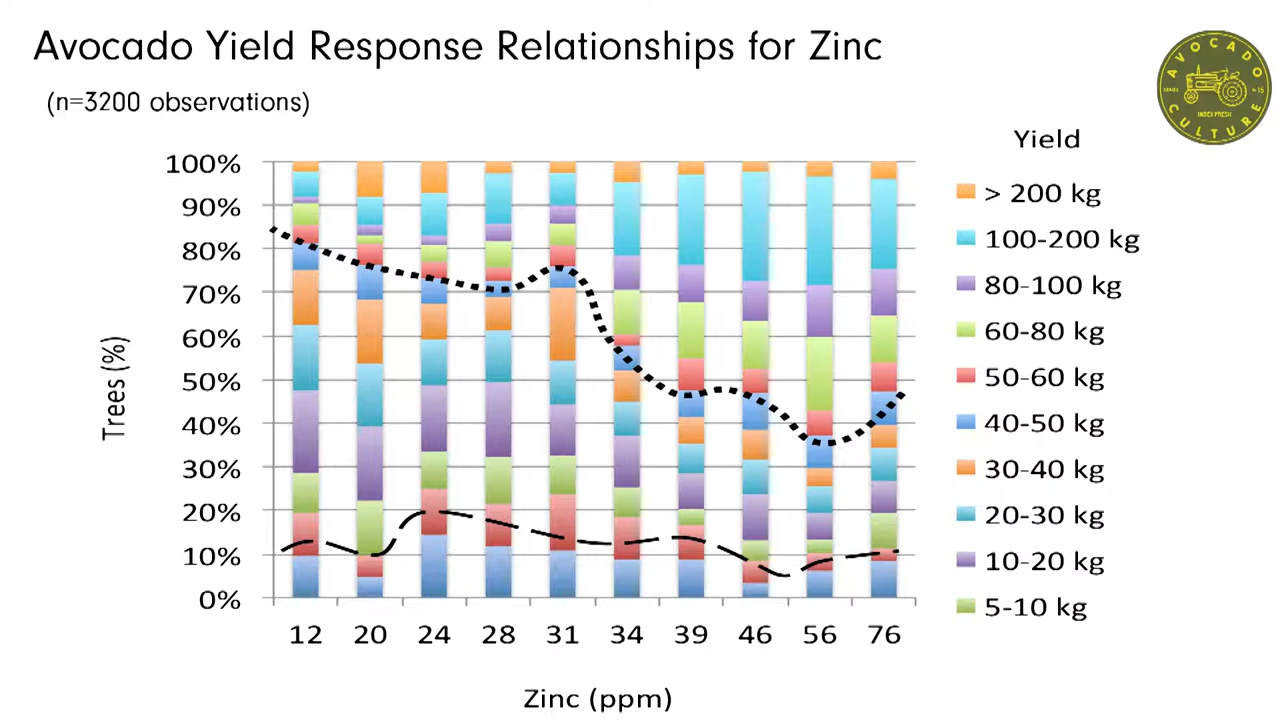 Avocado Yield Response Relationships for Zinc
(n=3200 observations)
AVOCADO
CULTURE
INDEX FRESH
Yield
> 200 kg
100-200 kg
80-100 kg
60-80 kg
50-60 kg
40-50 kg
30-40 kg
20-30 kg
10-20 kg
5-10 kg
Trees (%)
100%
90%
80%
70%
60%
50%
40%
30%
20%
10%
0%
12 20 24 28 31 34 39 46 56 76
Zinc (ppm)